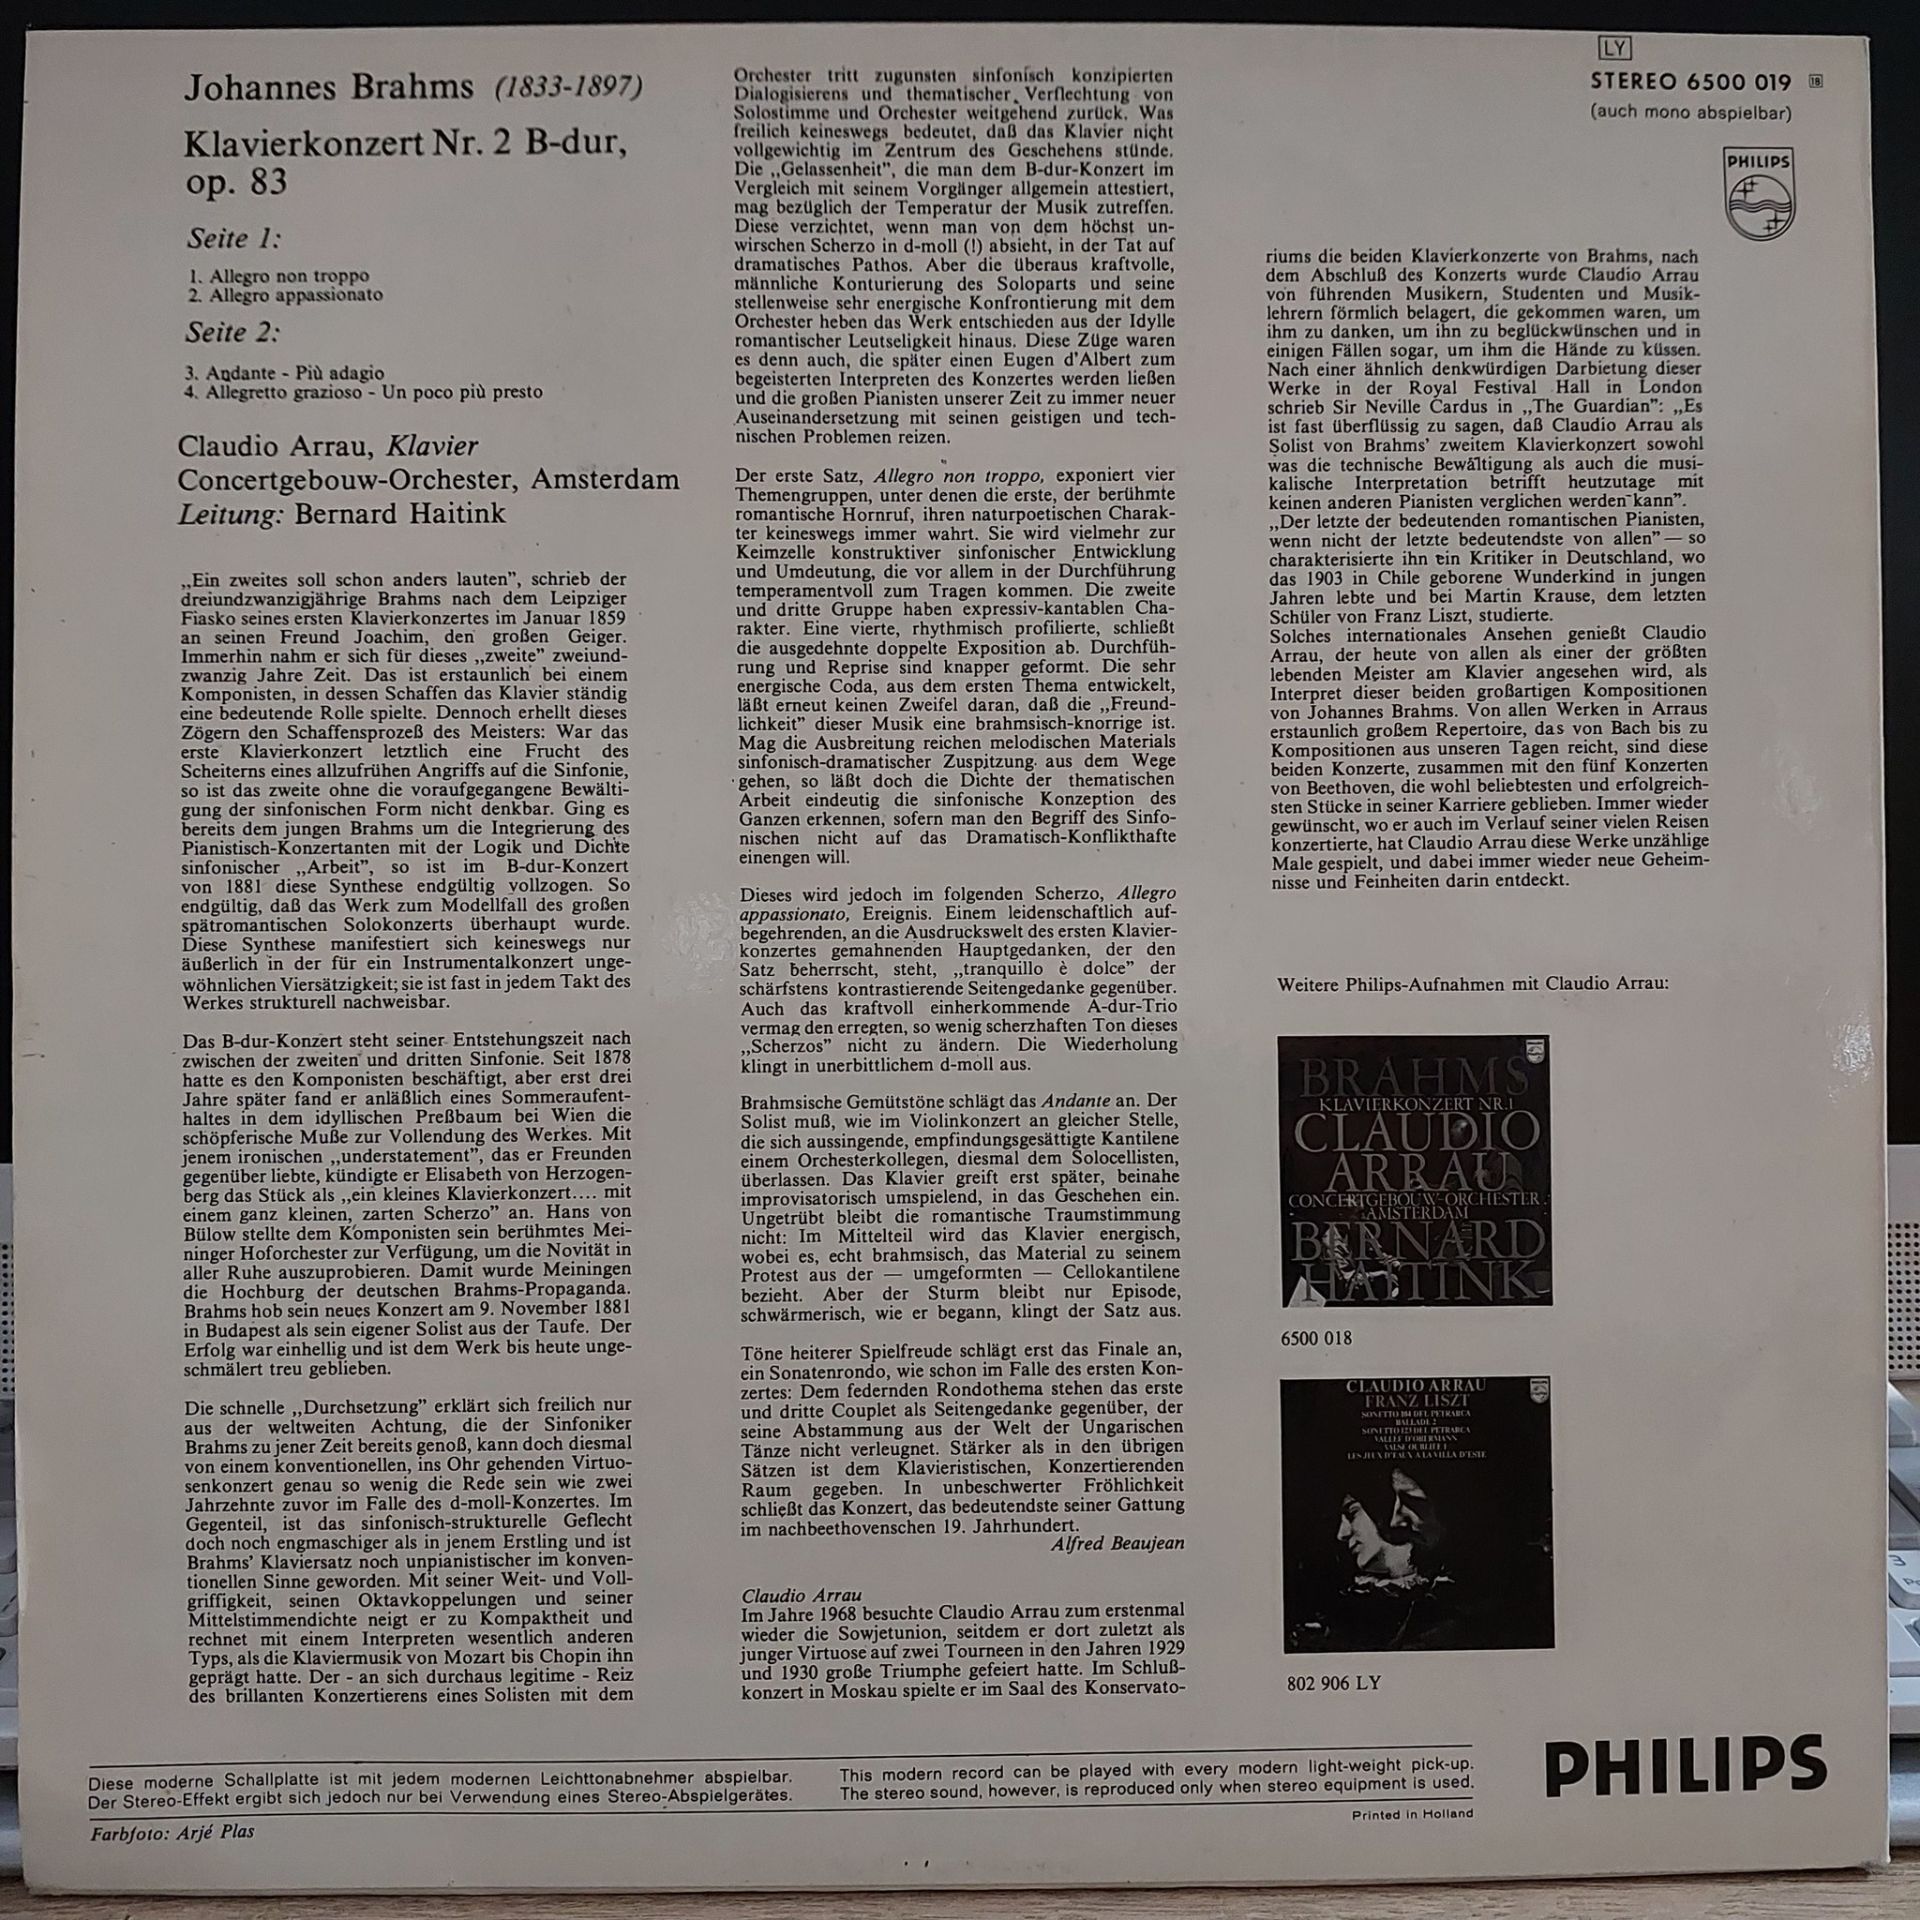 Johannes Brahms (1833-1897)
Klavierkonzert Nr. 2 B-dur,
op. 83
Seite 1:
1. Allegro non troppo
2. Allegro appassionato
Seite 2:
3. Andante - Più adagio
4. Allegretto grazioso - Un poco più presto
Claudio Arrau, Klavier
Concertgebouw-Orchester, Amsterdam
Leitung: Bernard Haitink
„Ein zweites soll schon anders lauten”, schrieb der
dreiundzwanzigjährige Brahms nach dem Leipziger
Fiasko seines ersten Klavierkonzertes im Januar 1859
an seinen Freund Joachim, den großen Geiger.
Immerhin nahm er sich für dieses „zweite” zweiund-
zwanzig Jahre Zeit. Das ist erstaunlich bei einem
Komponisten, in dessen Schaffen das Klavier ständig
eine bedeutende Rolle spielte. Dennoch erhellt dieses
Zögern den Schaffensprozeß des Meisters: War das
erste Klavierkonzert letztlich eine Frucht des
Scheiterns eines allzufrühen Angriffs auf die Sinfonie,
so ist das zweite ohne die voraufgegangene Bewälti-
gung der sinfonischen Form nicht denkbar. Ging es
bereits dem jungen Brahms um die Integrierung des
Pianistisch-Konzertanten mit der Logik und Dichte
sinfonischer „Arbeit”, so ist im B-dur-Konzert
von 1881 diese Synthese endgültig vollzogen. So
endgültig, daß das Werk zum Modellfall des großen
spätromantischen Solokonzerts überhaupt wurde.
Diese Synthese manifestiert sich keineswegs nur
äußerlich in der für ein Instrumentalkonzert unge-
wöhnlichen Viersätzigkeit; sie ist fast in jedem Takt des
Werkes strukturell nachweisbar.
Das B-dur-Konzert steht seiner Entstehungszeit nach
zwischen der zweiten und dritten Sinfonie. Seit 1878
hatte es den Komponisten beschäftigt, aber erst drei
Jahre später fand er anläßlich eines Sommeraufent-
haltes in dem idyllischen Preßbaum bei Wien die
schöpferische Muße zur Vollendung des Werkes. Mit
jenem ironischen „understatement”, das er Freunden
gegenüber liebte, kündigte er Elisabeth von Herzogen-
berg das Stück als „ein kleines Klavierkonzert.... mit
einem ganz kleinen, zarten Scherzo” an. Hans von
Bülow stellte dem Komponisten sein berühmtes Mei-
ninger Hoforchester zur Verfügung, um die Novität in
aller Ruhe auszuprobieren. Damit wurde Meiningen
die Hochburg der deutschen Brahms-Propaganda.
Brahms hob sein neues Konzert am 9. November 1881
in Budapest als sein eigener Solist aus der Taufe. Der
Erfolg war einhellig und ist dem Werk bis heute unge-
schmälert treu geblieben.
Die schnelle „Durchsetzung” erklärt sich freilich nur
aus der weltweiten Achtung, die der Sinfoniker
Brahms zu jener Zeit bereits genoß, kann doch diesmal
von einem konventionellen, ins Ohr gehenden Virtuo-
senkonzert genau so wenig die Rede sein wie zwei
Jahrzehnte zuvor im Falle des d-moll-Konzertes. Im
Gegenteil, ist das sinfonisch-strukturelle Geflecht
doch noch engmaschiger als in jenem Erstling und ist
Brahms’ Klaviersatz noch unpianistischer im konven-
tionellen Sinne geworden. Mit seiner Weit- und Voll-
griffigkeit, seinen Oktavkoppelungen und seiner
Mittelstimmendichte neigt er zu Kompaktheit und
rechnet mit einem Interpreten wesentlich anderen
Typs, als die Klaviermusik von Mozart bis Chopin ihn
geprägt hatte. Der - an sich durchaus legitime - Reiz
des brillanten Konzertierens eines Solisten mit dem
Orchester tritt zugunsten sinfonisch konzipierten
Dialogisierens und thematischer Verflechtung von
Solostimme und Orchester weitgehend zurück. Was
freilich keineswegs bedeutet, daß das Klavier nicht
vollgewichtig im Zentrum des Geschehens stünde.
Die „Gelassenheit”, die man dem B-dur-Konzert im
Vergleich mit seinem Vorgänger allgemein attestiert,
mag bezüglich der Temperatur der Musik zutreffen.
Diese verzichtet, wenn man von dem höchst un-
wirschen Scherzo in d-moll (!) absieht, in der Tat auf
dramatisches Pathos. Aber die überaus kraftvolle,
männliche Konturierung des Soloparts und seine
stellenweise sehr energische Konfrontierung mit dem
Orchester heben das Werk entschieden aus der Idylle
romantischer Leutseligkeit hinaus. Diese Züge waren
es denn auch, die später einen Eugen d’Albert zum
begeisterten Interpreten des Konzertes werden ließen
und die großen Pianisten unserer Zeit zu immer neuer
Auseinandersetzung mit seinen geistigen und tech-
nischen Problemen reizen.
Der erste Satz, Allegro non troppo, exponiert vier
Themengruppen, unter denen die erste, der berühmte
romantische Hornruf, ihren naturpoetischen Charak-
ter keineswegs immer wahrt. Sie wird vielmehr zur
Keimzelle konstruktiver sinfonischer Entwicklung
und Umdeutung, die vor allem in der Durchführung
temperamentvoll zum Tragen kommen. Die zweite
und dritte Gruppe haben expressiv-kantablen Cha-
rakter. Eine vierte, rhythmisch profilierte, schließt
die ausgedehnte doppelte Exposition ab. Durchfüh-
rung und Reprise sind knapper geformt. Die sehr
energische Coda, aus dem ersten Thema entwickelt,
läßt erneut keinen Zweifel daran, daß die „Freund-
lichkeit” dieser Musik eine brahmsisch-knorrige ist.
Mag die Ausbreitung reichen melodischen Materials
sinfonisch-dramatischer Zuspitzung aus dem Wege
gehen, so läßt doch die Dichte der thematischen
Arbeit eindeutig die sinfonische Konzeption des
Ganzen erkennen, sofern man den Begriff des Sinfo-
nischen nicht auf das Dramatisch-Konflikthafte
einengen will.
Dieses wird jedoch im folgenden Scherzo, Allegro
appassionato, Ereignis. Einem leidenschaftlich auf-
begehrenden, an die Ausdruckswelt des ersten Klavier-
konzertes gemahnenden Hauptgedanken, der den
Satz beherrscht, steht, „tranquillo è dolce” der
schärfstens kontrastierende Seitengedanke gegenüber.
Auch das kraftvoll einherkommende A-dur-Trio
vermag den erregten, so wenig scherzhaften Ton dieses
„Scherzos” nicht zu ändern. Die Wiederholung
klingt in unerbittlichem d-moll aus.
Brahmsische Gemütstöne schlägt das Andante an. Der
Solist muß, wie im Violinkonzert an gleicher Stelle,
die sich aussingende, empfindungsgesättigte Kantilene
einem Orchesterkollegen, diesmal dem Solocellisten,
überlassen. Das Klavier greift erst später, beinahe
improvisatorisch umspielend, in das Geschehen ein.
Ungetrübt bleibt die romantische Traumstimmung
nicht: Im Mittelteil wird das Klavier energisch,
wobei es, echt brahmsisch, das Material zu seinem
Protest aus der — umgeformten — Cellokantilene
bezieht. Aber der Sturm bleibt nur Episode,
schwärmerisch, wie er begann, klingt der Satz aus.
Töne heiterer Spielfreude schlägt erst das Finale an,
ein Sonatenrondo, wie schon im Falle des ersten Kon-
zertes: Dem federnden Rondothema stehen das erste
und dritte Couplet als Seitengedanke gegenüber, der
seine Abstammung aus der Welt der Ungarischen
Tänze nicht verleugnet. Stärker als in den übrigen
Sätzen ist dem Klavieristischen, Konzertierenden
Raum gegeben. In unbeschwerter Fröhlichkeit
schließt das Konzert, das bedeutendste seiner Gattung
im nachbeethovenschen 19. Jahrhundert.
Alfred Beaujean
Claudio Arrau
Im Jahre 1968 besuchte Claudio Arrau zum erstenmal
wieder die Sowjetunion, seitdem er dort zuletzt als
junger Virtuose auf zwei Tourneen in den Jahren 1929
und 1930 große Triumphe gefeiert hatte. Im Schluß-
konzert in Moskau spielte er im Saal des Konservato-
LY
STEREO 6500 019 18
(auch mono abspielbar)
PHILIPS
riums die beiden Klavierkonzerte von Brahms, nach
dem Abschluß des Konzerts wurde Claudio Arrau
von führenden Musikern, Studenten und Musik-
lehrern förmlich belagert, die gekommen waren, um
ihm zu danken, um ihn zu beglückwünschen und in
einigen Fällen sogar, um ihm die Hände zu küssen.
Nach einer ähnlich denkwürdigen Darbietung dieser
Werke in der Royal Festival Hall in London
schrieb Sir Neville Cardus in „The Guardian”: „Es
ist fast überflüssig zu sagen, daß Claudio Arrau als
Solist von Brahms’ zweitem Klavierkonzert sowohl
was die technische Bewältigung als auch die musi-
kalische Interpretation betrifft heutzutage mit
keinen anderen Pianisten verglichen werden kann”.
„Der letzte der bedeutenden romantischen Pianisten,
wenn nicht der letzte bedeutendste von allen” — so
charakterisierte ihn ein Kritiker in Deutschland, wo
das 1903 in Chile geborene Wunderkind in jungen
Jahren lebte und bei Martin Krause, dem letzten
Schüler von Franz Liszt, studierte.
Solches internationales Ansehen genießt Claudio
Arrau, der heute von allen als einer der größten
lebenden Meister am Klavier angesehen wird, als
Interpret dieser beiden großartigen Kompositionen
von Johannes Brahms. Von allen Werken in Arraus
erstaunlich großem Repertoire, das von Bach bis zu
Kompositionen aus unseren Tagen reicht, sind diese
beiden Konzerte, zusammen mit den fünf Konzerten
von Beethoven, die wohl beliebtesten und erfolgreich-
sten Stücke in seiner Karriere geblieben. Immer wieder
gewünscht, wo er auch im Verlauf seiner vielen Reisen
konzertierte, hat Claudio Arrau diese Werke unzählige
Male gespielt, und dabei immer wieder neue Geheim-
nisse und Feinheiten darin entdeckt.
Weitere Philips-Aufnahmen mit Claudio Arrau:
BRAHMS
KLAVIERKONZERT NR.1
CLAUDIO
ARRAU
CONCERTGEBOUW-ORCHESTER
AMSTERDAM
BERNARD
HAITINK
6500 018
CLAUDIO ARRAU
FRANZ LISZT
SONETTO 104 DEL PETRARCA
BALLADE 2
SONETTO 123 DEL PETRARCA
VALLÉE D'OBERMANN
VALSE OUBLIÉE 1
LES JEUX D'EAUX A LA VILLA D'ESTE
802 906 LY
Diese moderne Schallplatte ist mit jedem modernen Leichttonabnehmer abspielbar.
Der Stereo-Effekt ergibt sich jedoch nur bei Verwendung eines Stereo-Abspielgerätes.
This modern record can be played with every modern light-weight pick-up.
The stereo sound, however, is reproduced only when stereo equipment is used.
Printed in Holland
Farbfoto: Arjé Plas
PHILIPS